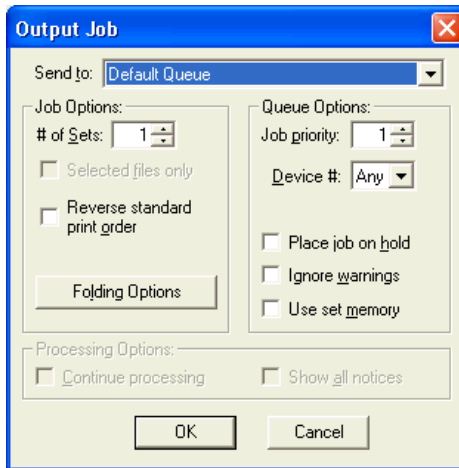 Output Job
Send to: Default Queue
Job Options:
# of Sets: 1
Selected files only
Reverse standard
print order
Folding Options
Queue Options:
Job priority: 1
Device #: Any
Place job on hold
Ignore warnings
Use set memory
Processing Options:
Continue processing
Show all notices
OK
Cancel